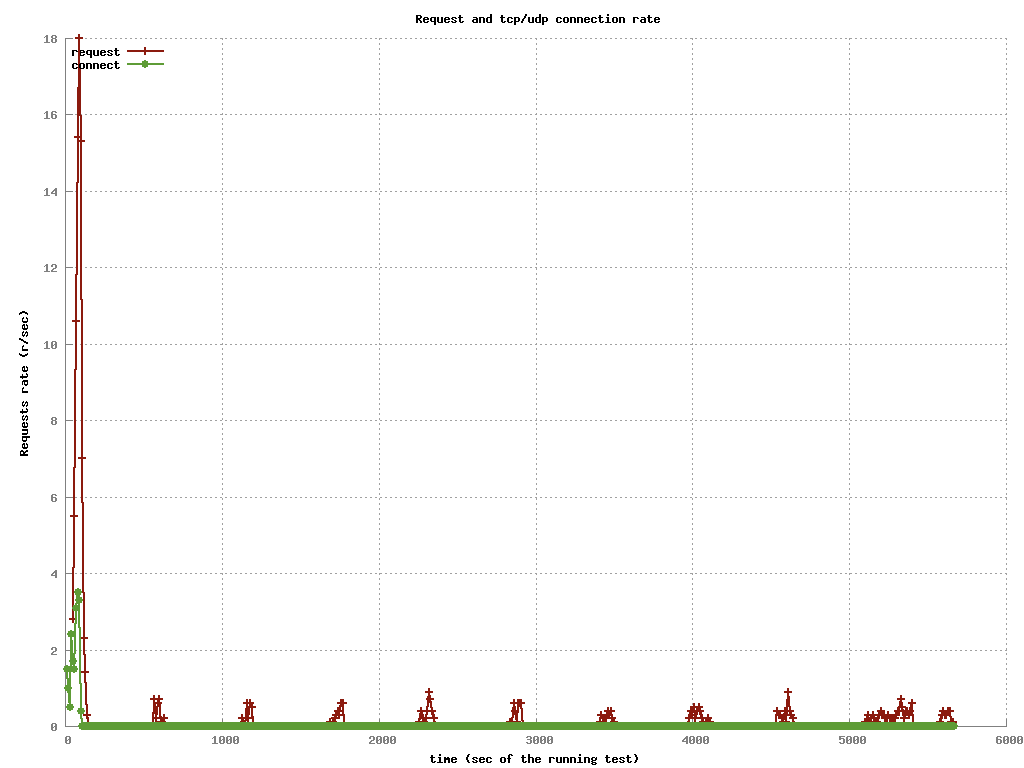 Request and tcp/udp connection rate
request
connect
18
16
14
12
10
8
6
4
2
0
Requests rate (r/sec)
0 1000 2000 3000 4000 5000 6000
time (sec of the running test)